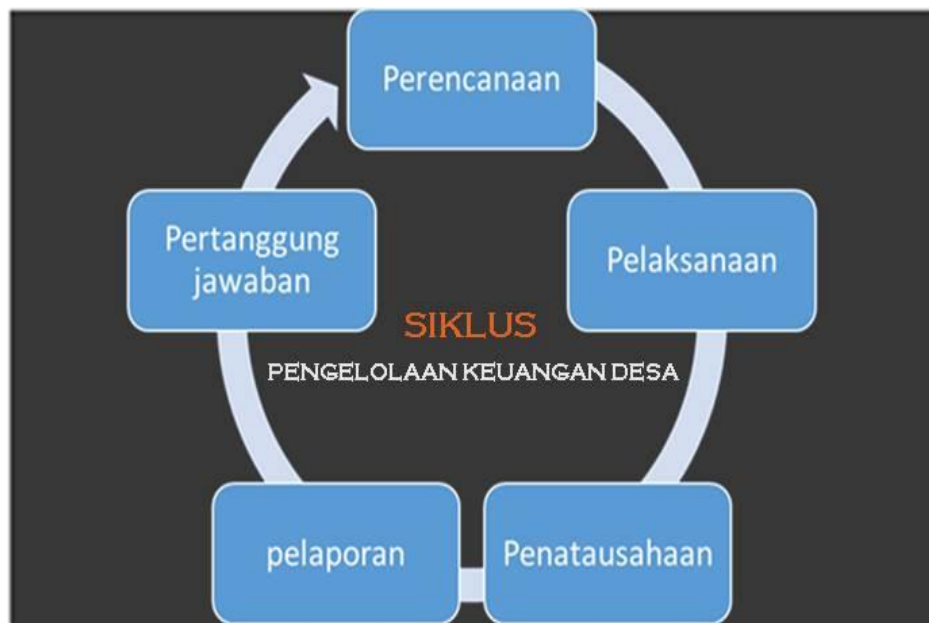 Perencanaan
Pelaksanaan
Penatausahaan
pelaporan
Pertanggung
jawaban
SIKLUS
PENGELOLAAN KEUANGAN DESA